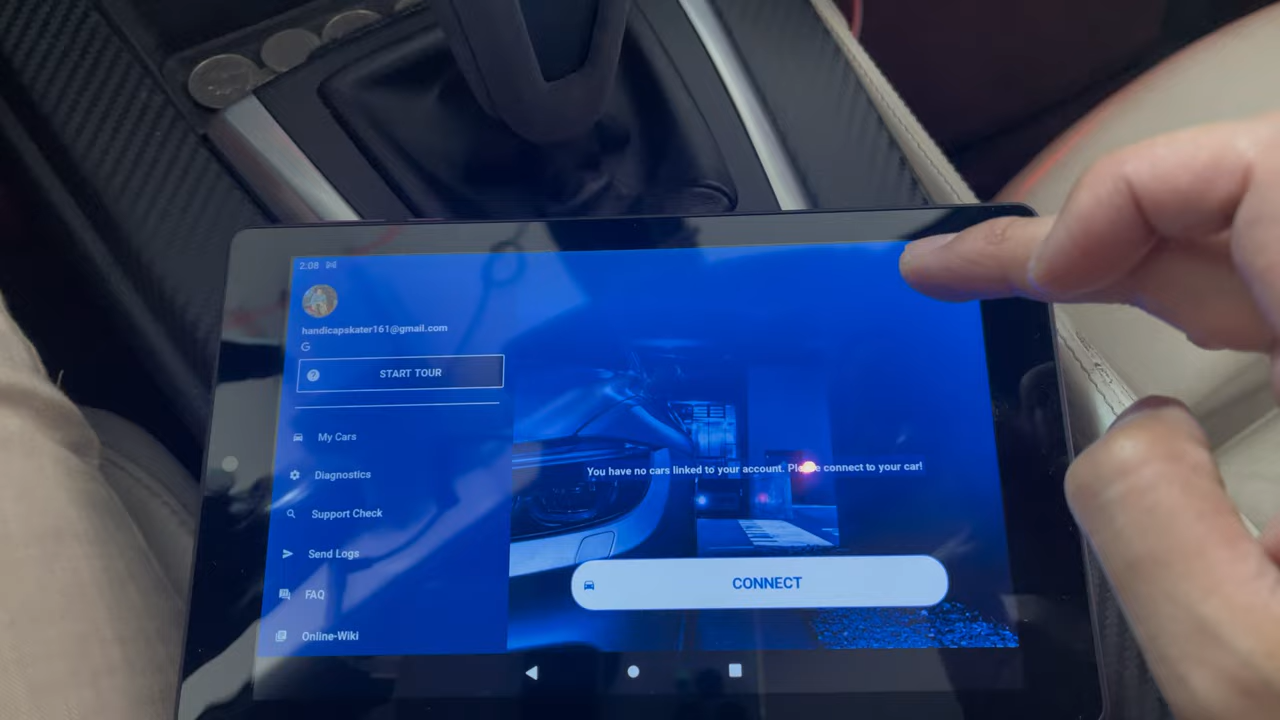 2:08
handicapskater161@gmail.com
G
START TOUR
My Cars
Diagnostics
Support Check
Send Logs
FAQ
Online-Wiki
You have no cars linked to your account. Please connect to your car!
CONNECT